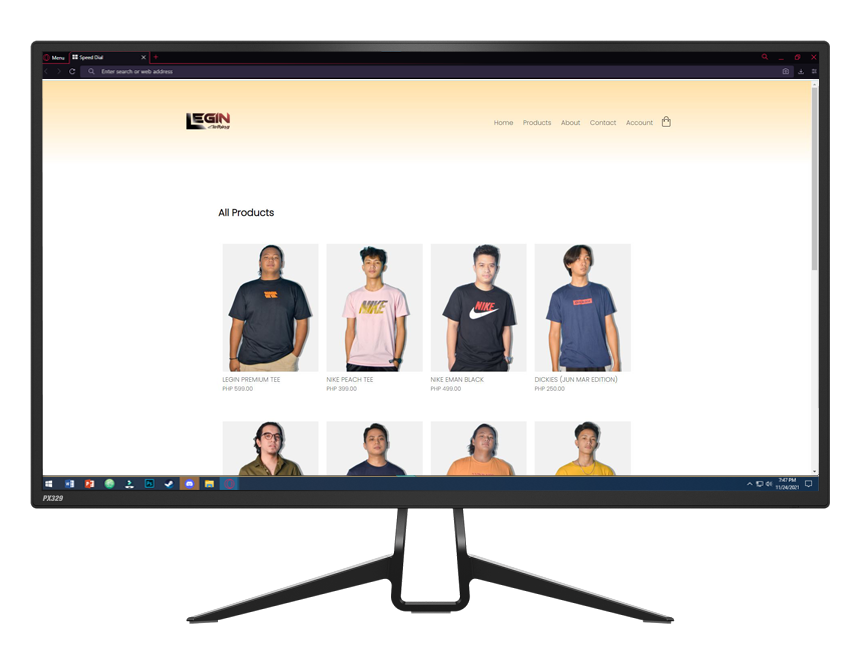 Menu
Speed Dial
Enter search or web address
LEGIN
Home Products About Contact Account
All Products
NIKE
NIKE
LEGIN PREMIUM TEE
PHP 599.00
NIKE PEACH TEE
PHP 399.00
NIKE EMAN BLACK
PHP 499.00
DICKIES (JUN MAR EDITION)
PHP 250.00
7:47 PM
11/24/2021
PX329